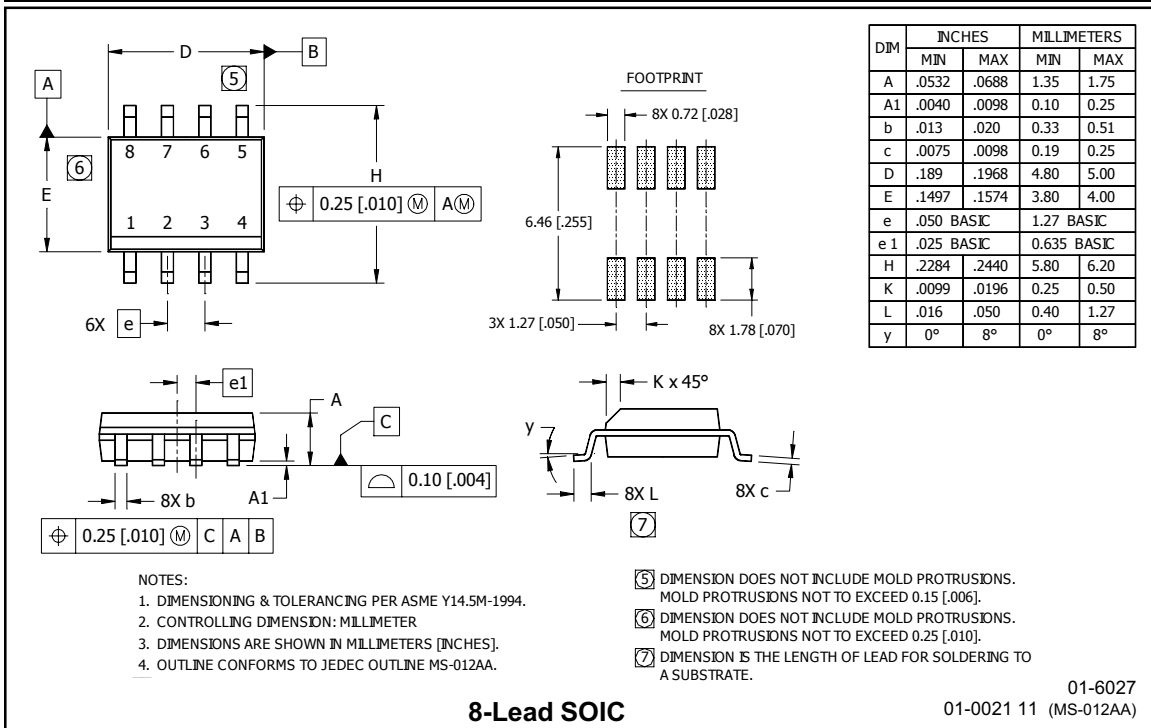 D
B
5
A
8 7 6 5
6
E
H
⌖ 0.25 [.010] Ⓜ A Ⓜ
1 2 3 4
6X e
FOOTPRINT
8X 0.72 [.028]
6.46 [.255]
3X 1.27 [.050]
8X 1.78 [.070]
DIM INCHES MILLIMETERS
MIN MAX MIN MAX
A .0532 .0688 1.35 1.75
A1 .0040 .0098 0.10 0.25
b .013 .020 0.33 0.51
c .0075 .0098 0.19 0.25
D .189 .1968 4.80 5.00
E .1497 .1574 3.80 4.00
e .050 BASIC 1.27 BASIC
e 1 .025 BASIC 0.635 BASIC
H .2284 .2440 5.80 6.20
K .0099 .0196 0.25 0.50
L .016 .050 0.40 1.27
y 0° 8° 0° 8°
e1
A
C
⌓ 0.10 [.004]
8X b
A1
⌖ 0.25 [.010] Ⓜ C A B
K x 45°
y
8X L
8X c
7
NOTES:
1. DIMENSIONING & TOLERANCING PER ASME Y14.5M-1994.
2. CONTROLLING DIMENSION: MILLIMETER
3. DIMENSIONS ARE SHOWN IN MILLIMETERS [INCHES].
4. OUTLINE CONFORMS TO JEDEC OUTLINE MS-012AA.
5 DIMENSION DOES NOT INCLUDE MOLD PROTRUSIONS.
MOLD PROTRUSIONS NOT TO EXCEED 0.15 [.006].
6 DIMENSION DOES NOT INCLUDE MOLD PROTRUSIONS.
MOLD PROTRUSIONS NOT TO EXCEED 0.25 [.010].
7 DIMENSION IS THE LENGTH OF LEAD FOR SOLDERING TO
A SUBSTRATE.
8-Lead SOIC
01-6027
01-0021 11 (MS-012AA)